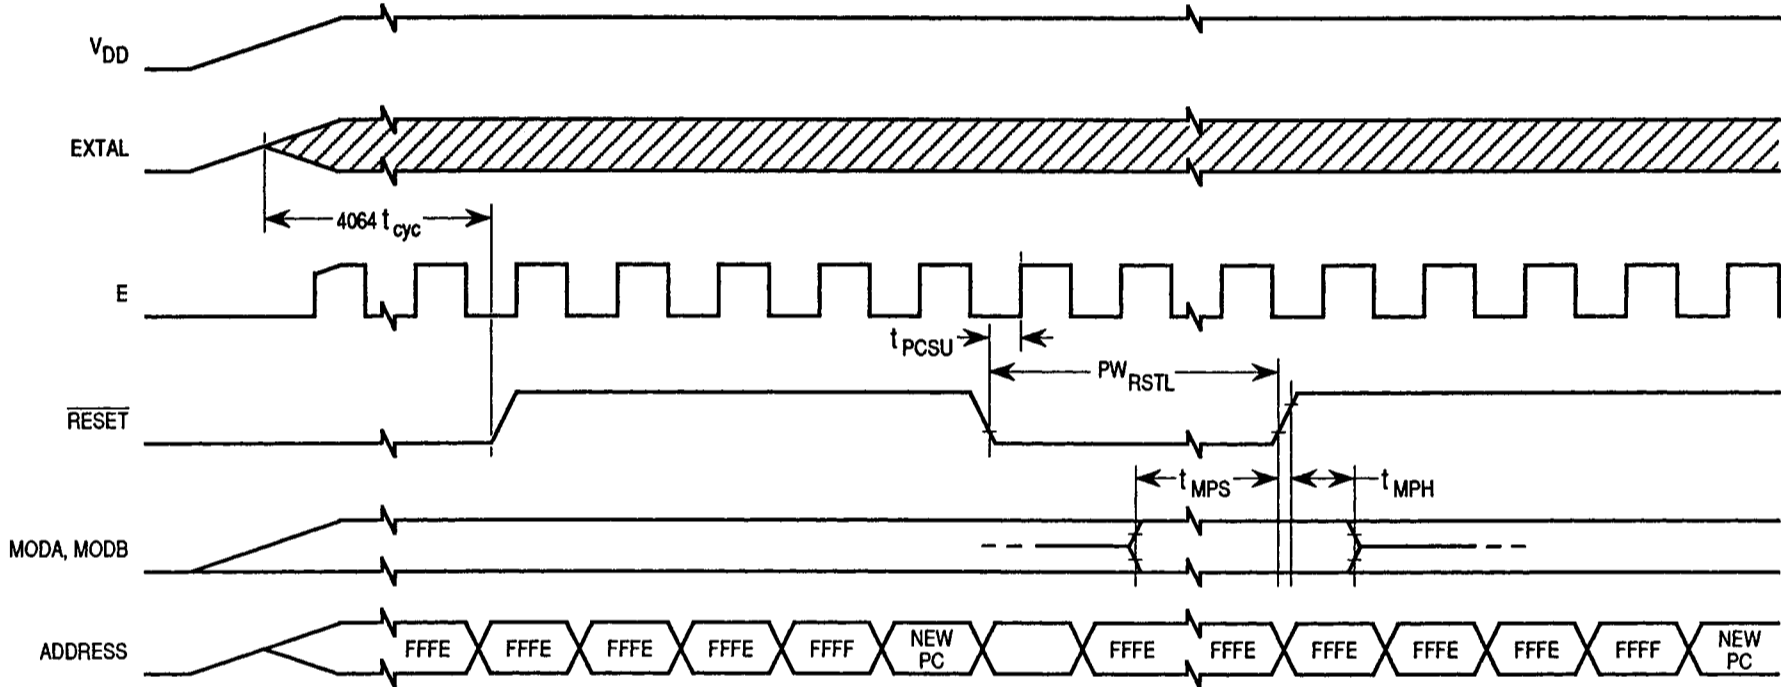 VDD
EXTAL
4064 tcyc
E
tPCSU
PWRSTL
RESET
tMPS
tMPH
MODA, MODB
ADDRESS
FFFE FFFE FFFE FFFE FFFF NEW PC FFFE FFFE FFFE FFFE FFFE FFFF NEW PC